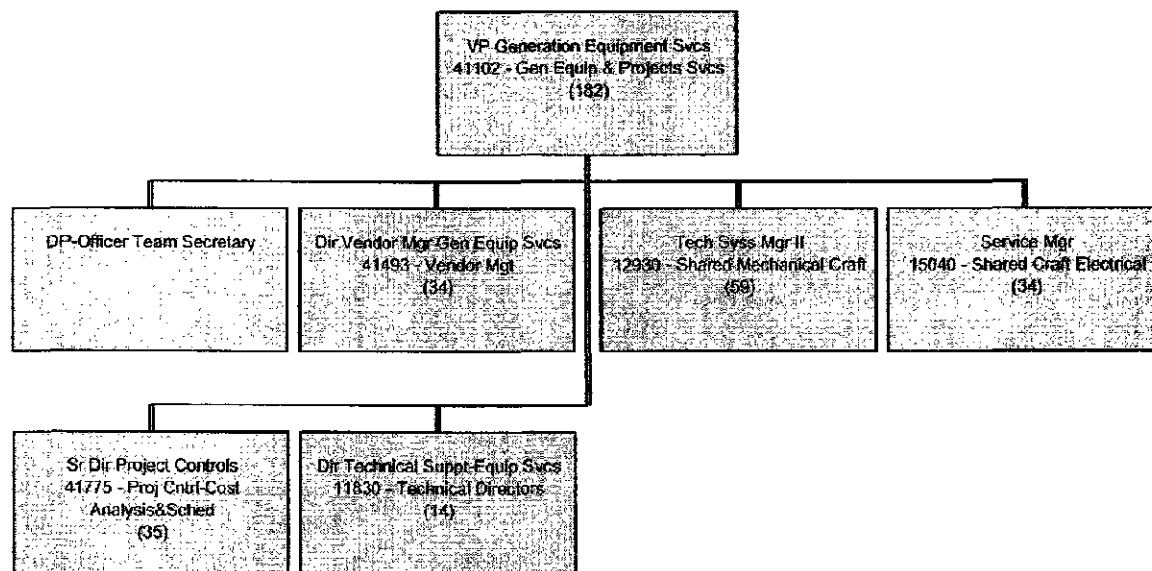 VP Generation Equipment Svcs
41102 - Gen Equip & Projects Svcs
(182)
DP-Officer Team Secretary
Dir Vendor Mgr-Gen Equip Svcs
41493 - Vendor Mgt
(34)
Tech Svss Mgr II
12930 - Shared Mechanical Craft
(59)
Service Mgr
15040 - Shared Craft Electrical
(34)
Sr Dir Project Controls
41775 - Proj Cntrl-Cost
Analysis&Sched
(35)
Dir Technical Suppt-Equip Svcs
11830 - Technical Directors
(14)